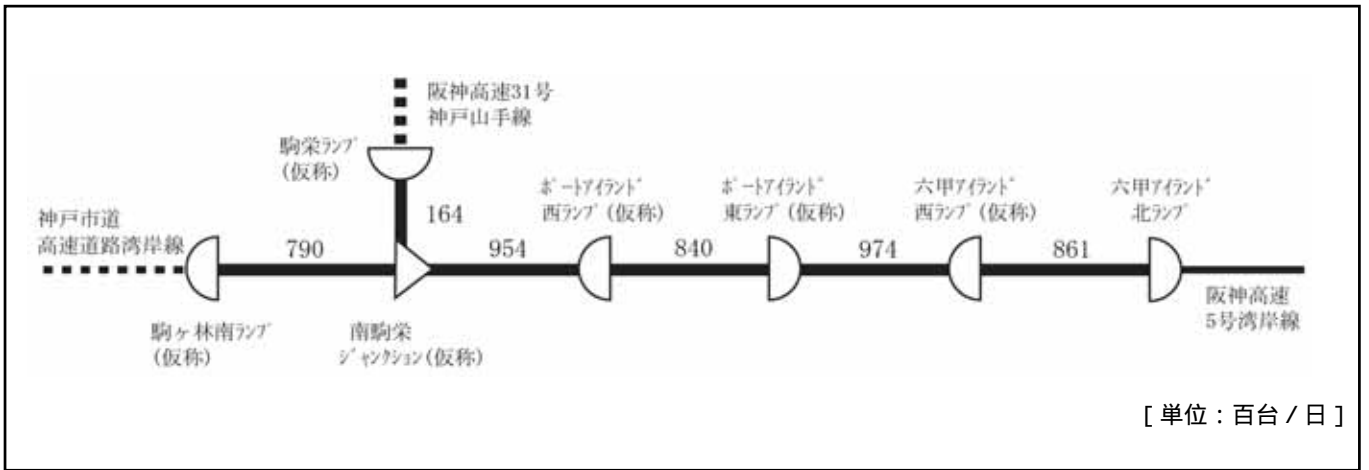 阪神高速31号
神戸山手線
駒栄ﾗﾝﾌﾟ
(仮称)
ﾎﾟｰﾄｱｲﾗﾝﾄﾞ
西ﾗﾝﾌﾟ(仮称)
ﾎﾟｰﾄｱｲﾗﾝﾄﾞ
東ﾗﾝﾌﾟ(仮称)
六甲ｱｲﾗﾝﾄﾞ
西ﾗﾝﾌﾟ(仮称)
六甲ｱｲﾗﾝﾄﾞ
北ﾗﾝﾌﾟ
神戸市道
高速道路湾岸線
790
164
954
840
974
861
駒ヶ林南ﾗﾝﾌﾟ
(仮称)
南駒栄
ｼﾞｬﾝｸｼｮﾝ(仮称)
阪神高速
5号湾岸線
[単位：百台／日]